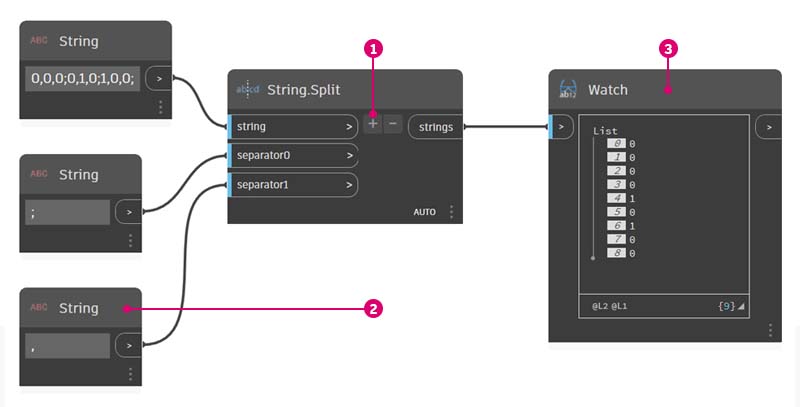 ABC String
0,0,0;0,1,0;1,0,0; >
ABC String
; >
ABC String
, >
2
abcd String.Split
1
string > + - strings
separator0 >
separator1 >
AUTO
3
ab12 Watch
> >
List
0 0
1 0
2 0
3 0
4 1
5 0
6 1
7 0
8 0
@L2 @L1 {9}